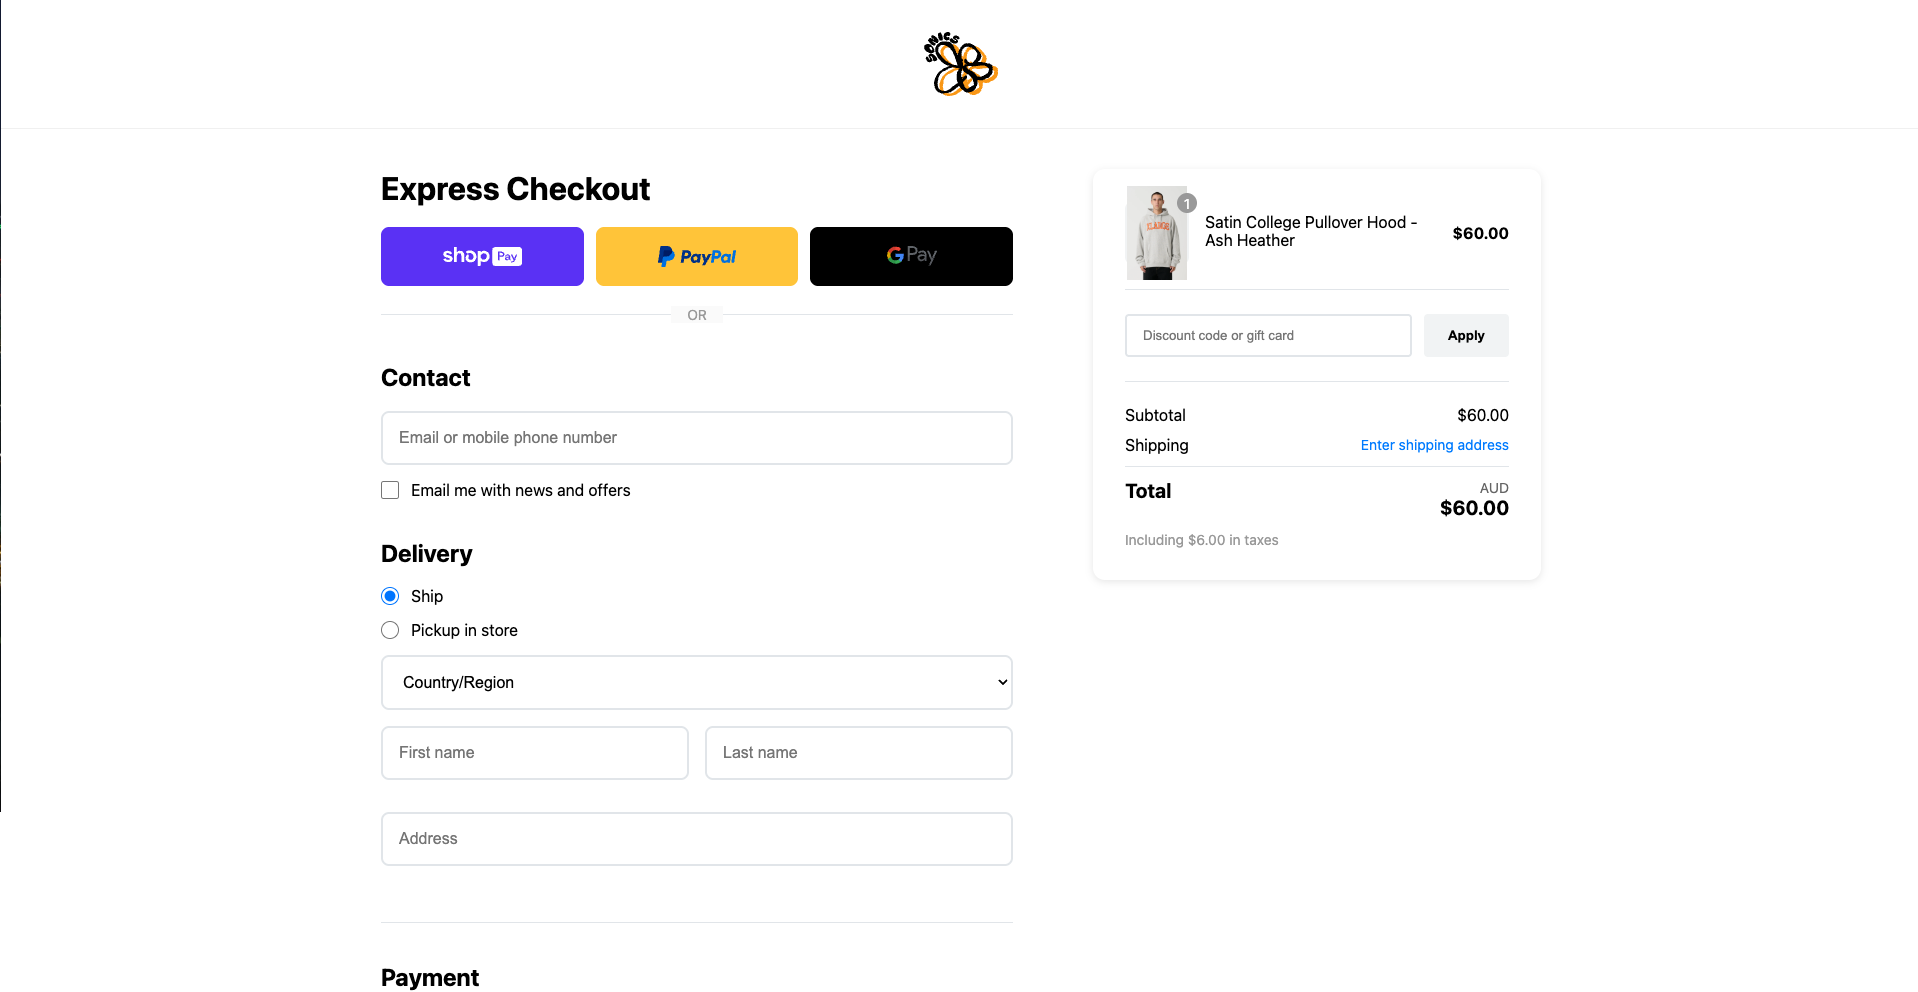 SONICS
Express Checkout
shop Pay
PayPal
G Pay
OR
Contact
Email or mobile phone number
Email me with news and offers
Delivery
Ship
Pickup in store
Country/Region
First name
Last name
Address
Payment
1
Satin College Pullover Hood -
Ash Heather
$60.00
Discount code or gift card
Apply
Subtotal
$60.00
Shipping
Enter shipping address
Total
AUD
$60.00
Including $6.00 in taxes